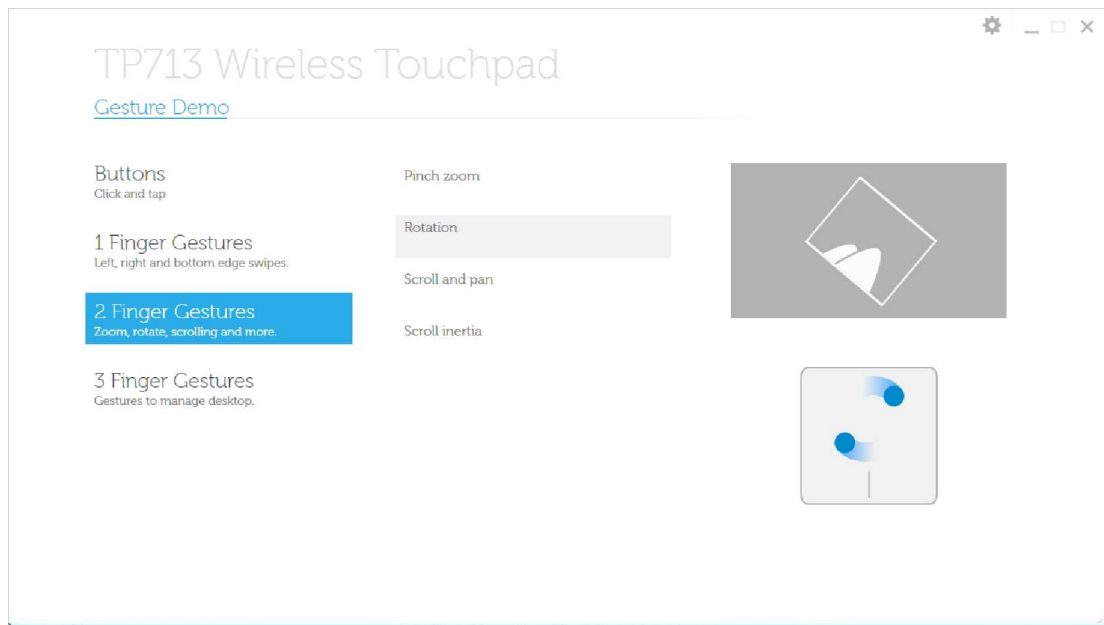 TP713 Wireless Touchpad
Gesture Demo
Buttons
Click and tap
1 Finger Gestures
Left, right and bottom edge swipes.
2 Finger Gestures
Zoom, rotate, scrolling and more.
3 Finger Gestures
Gestures to manage desktop.
Pinch zoom
Rotation
Scroll and pan
Scroll inertia